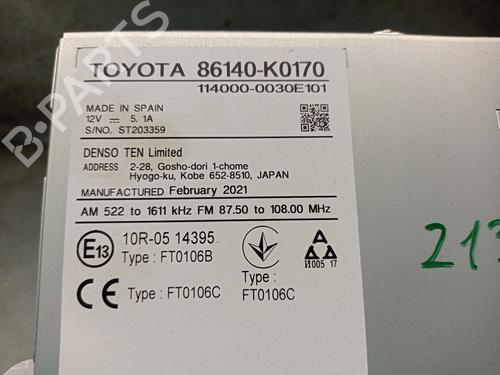 TOYOTA 86140-K0170
114000-0030E101
MADE IN SPAIN
12V ⎓ 5.1A
S/NO. ST203359
DENSO TEN Limited
ADDRESS 2-28, Gosho-dori 1-chome
Hyogo-ku, Kobe 652-8510, JAPAN
MANUFACTURED February 2021
AM 522 to 1611 kHz FM 87.50 to 108.00 MHz
E13 10R-05 14395
Type : FT0106B
И005 17
CE Type : FT0106C
Type :
FT0106C
213
B-PARTS